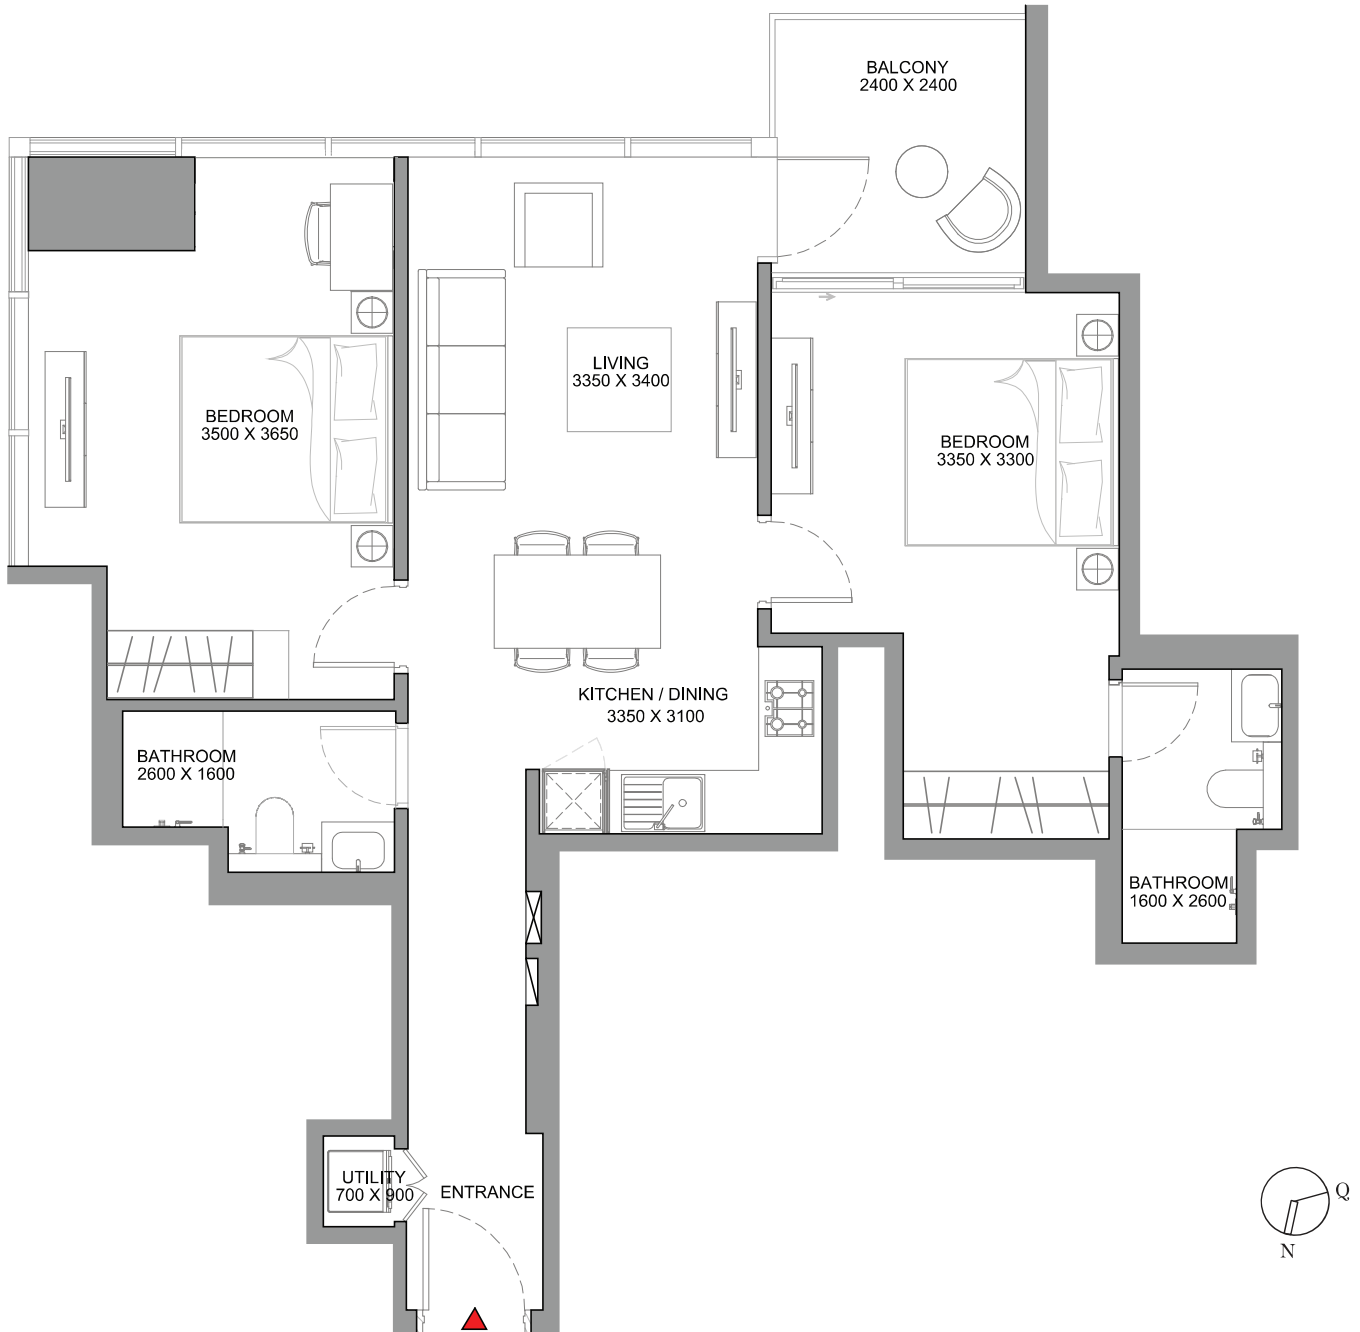 BALCONY
2400 X 2400
LIVING
3350 X 3400
BEDROOM
3500 X 3650
BEDROOM
3350 X 3300
KITCHEN / DINING
3350 X 3100
BATHROOM
2600 X 1600
BATHROOM
1600 X 2600
UTILITY
700 X 900
ENTRANCE
Q
N